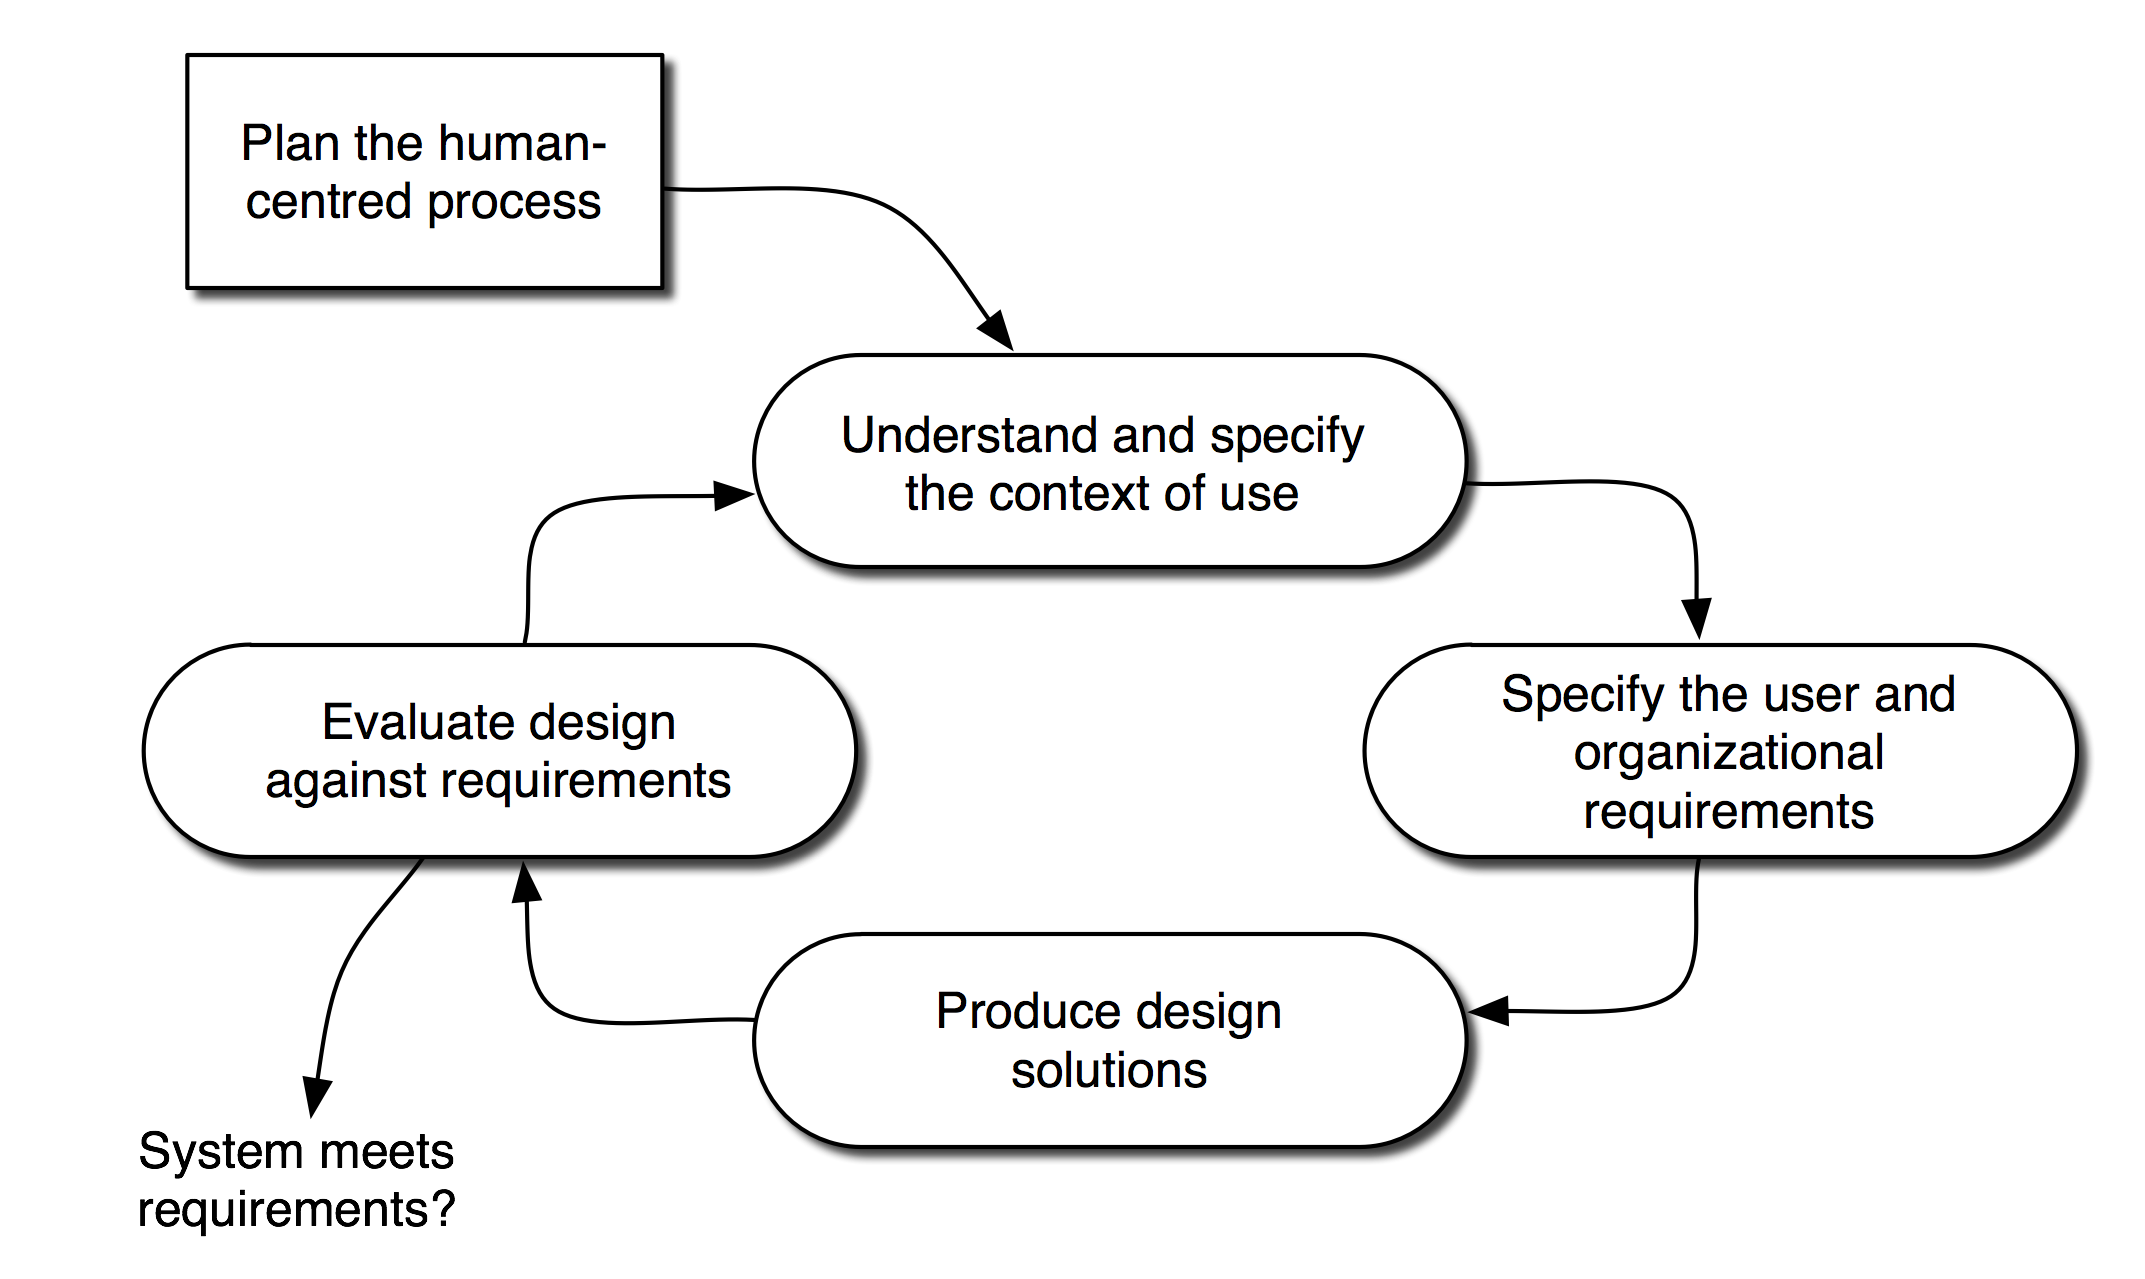 Plan the human-
centred process
Understand and specify
the context of use
Specify the user and
organizational
requirements
Produce design
solutions
Evaluate design
against requirements
System meets
requirements?